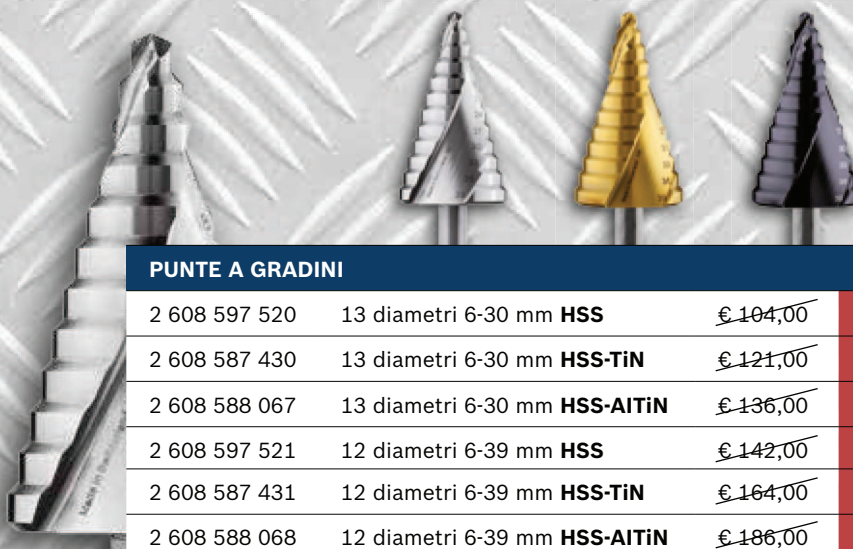 PUNTE A GRADINI
2 608 597 520 13 diametri 6-30 mm HSS € 104,00
2 608 587 430 13 diametri 6-30 mm HSS-TiN € 121,00
2 608 588 067 13 diametri 6-30 mm HSS-AlTiN € 136,00
2 608 597 521 12 diametri 6-39 mm HSS € 142,00
2 608 587 431 12 diametri 6-39 mm HSS-TiN € 164,00
2 608 588 068 12 diametri 6-39 mm HSS-AlTiN € 186,00